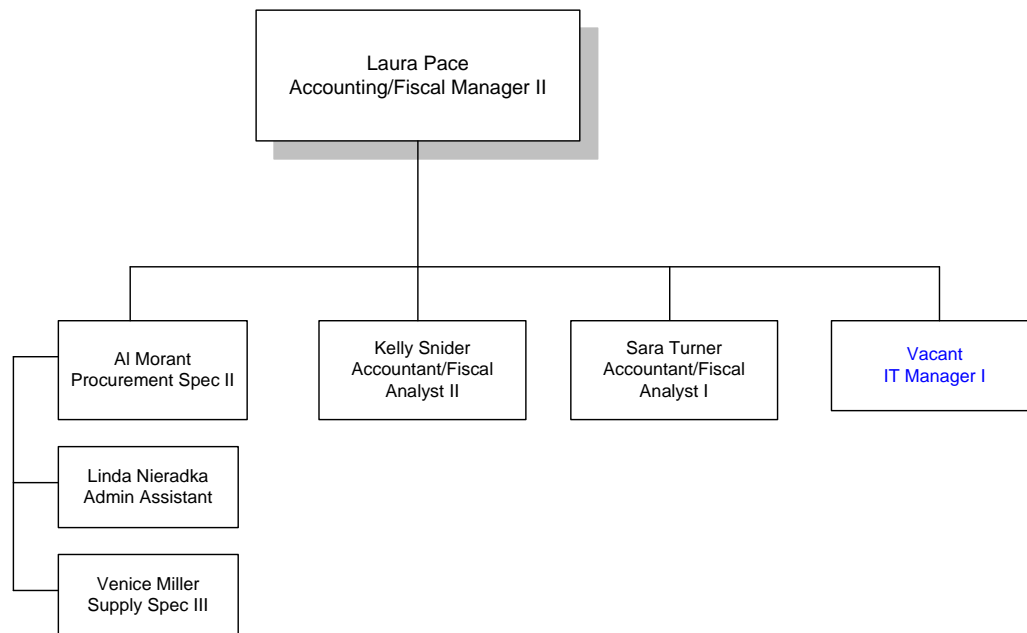 Laura Pace
Accounting/Fiscal Manager II
Al Morant
Procurement Spec II
Kelly Snider
Accountant/Fiscal
Analyst II
Sara Turner
Accountant/Fiscal
Analyst I
Vacant
IT Manager I
Linda Nieradka
Admin Assistant
Venice Miller
Supply Spec III